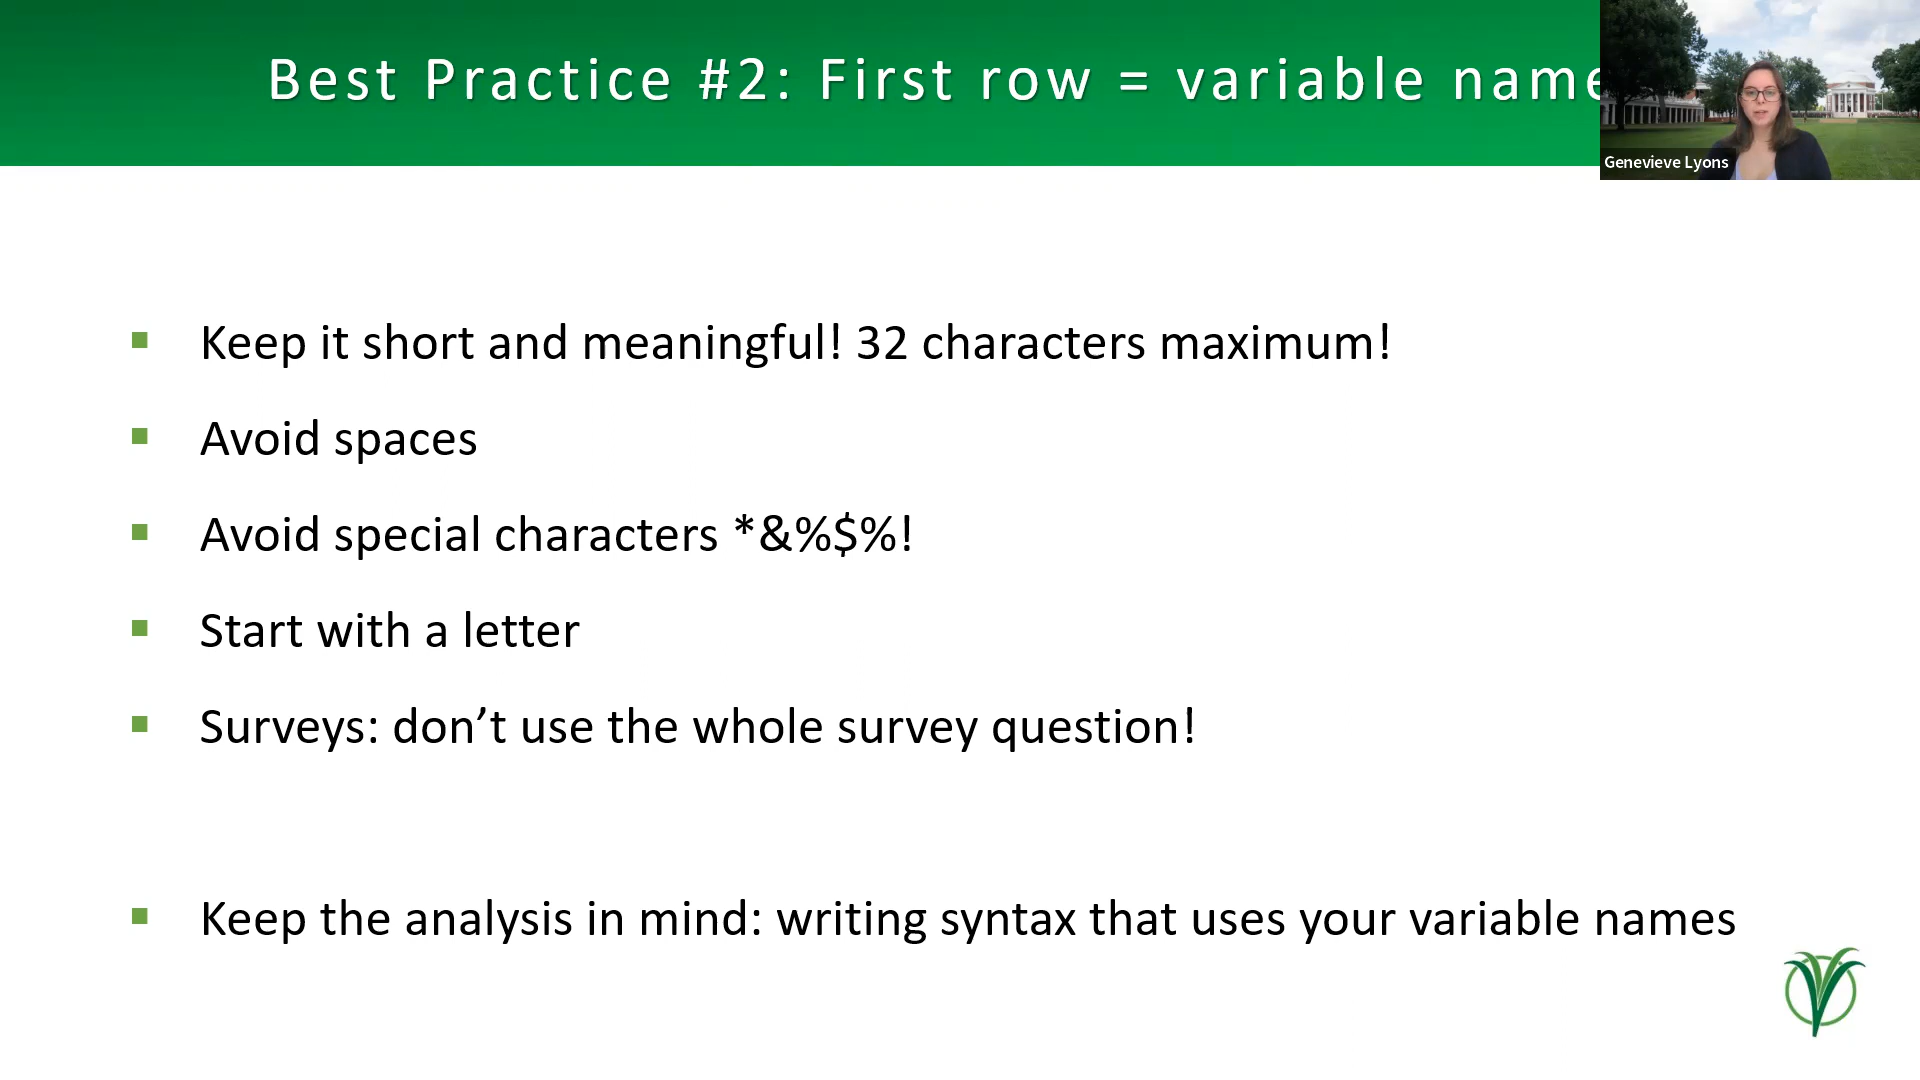 Best Practice #2: First row = variable name
Genevieve Lyons
Keep it short and meaningful! 32 characters maximum!
Avoid spaces
Avoid special characters *&%$%!
Start with a letter
Surveys: don’t use the whole survey question!
Keep the analysis in mind: writing syntax that uses your variable names